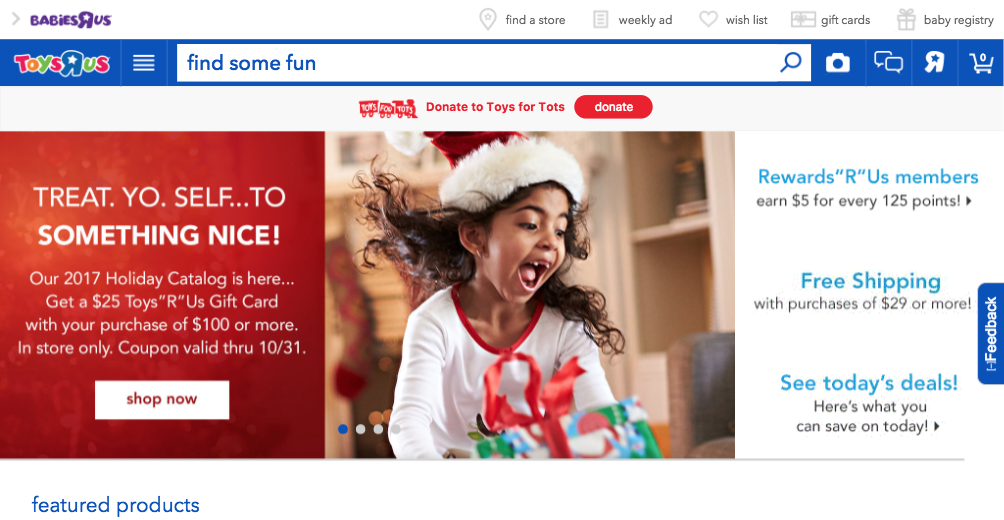 BABIES"R"US
find a store
weekly ad
wish list
gift cards
baby registry
TOYS"R"US
find some fun
R
0
TOYS FOR TOTS
Donate to Toys for Tots
donate
TREAT. YO. SELF...TO
SOMETHING NICE!
Our 2017 Holiday Catalog is here...
Get a $25 Toys"R"Us Gift Card
with your purchase of $100 or more.
In store only. Coupon valid thru 10/31.
shop now
Rewards"R"Us members
earn $5 for every 125 points!
Free Shipping
with purchases of $29 or more!
See today's deals!
Here's what you
can save on today!
[-]Feedback
featured products